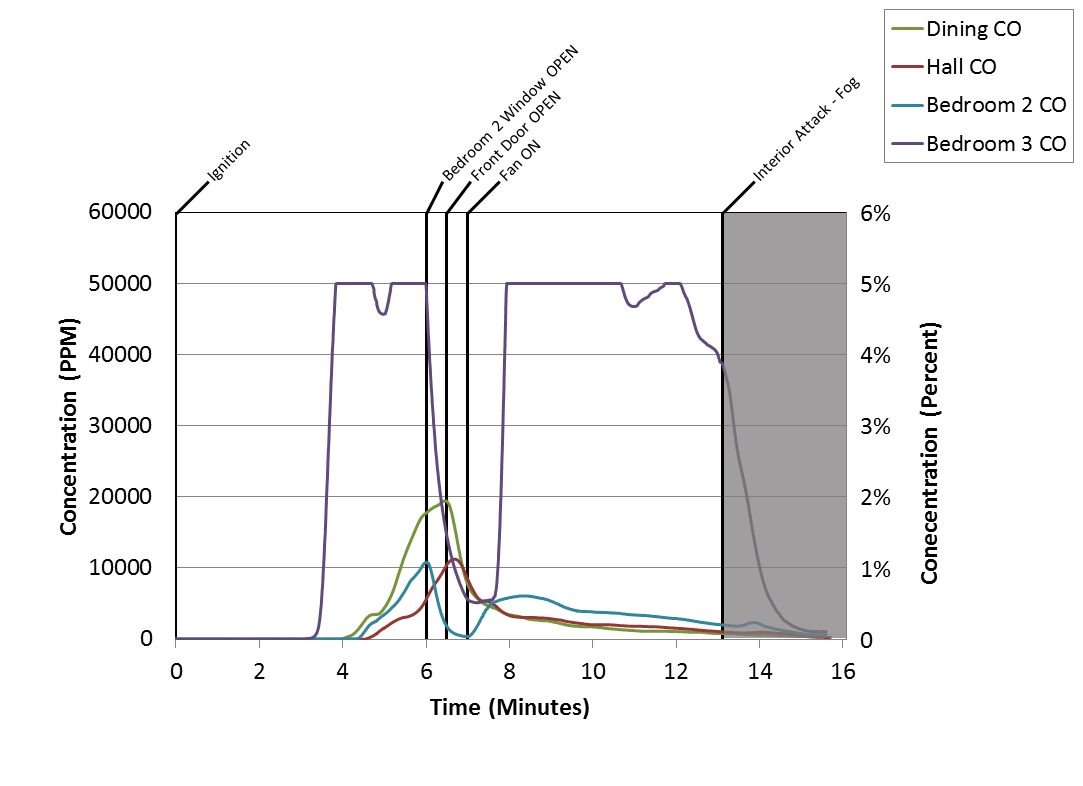 Dining CO
Hall CO
Bedroom 2 CO
Bedroom 3 CO
Ignition
Bedroom 2 Window OPEN
Front Door OPEN
Fan ON
Interior Attack - Fog
60000
50000
40000
30000
20000
10000
0
Concentration (PPM)
6%
5%
4%
3%
2%
1%
0
Conecentration (Percent)
0 2 4 6 8 10 12 14 16
Time (Minutes)